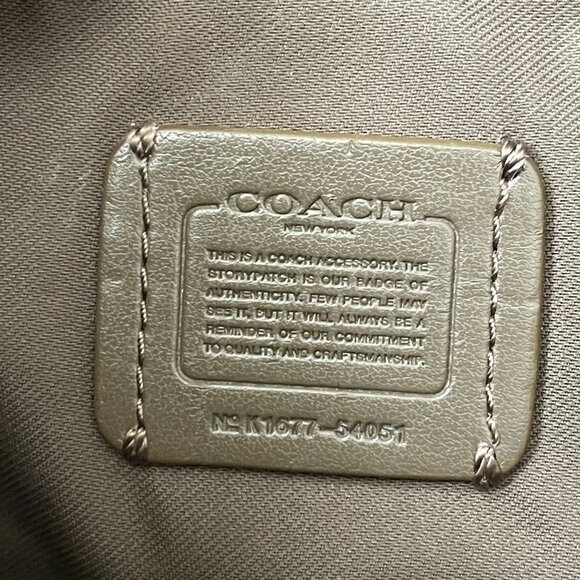 COACH
NEW YORK
THIS IS A COACH ACCESSORY. THE
STORYPATCH IS OUR BADGE OF
AUTHENTICITY. FEW PEOPLE MAY
SEE IT, BUT IT WILL ALWAYS BE A
REMINDER OF OUR COMMITMENT
TO QUALITY AND CRAFTSMANSHIP.
Nº K1677-54051